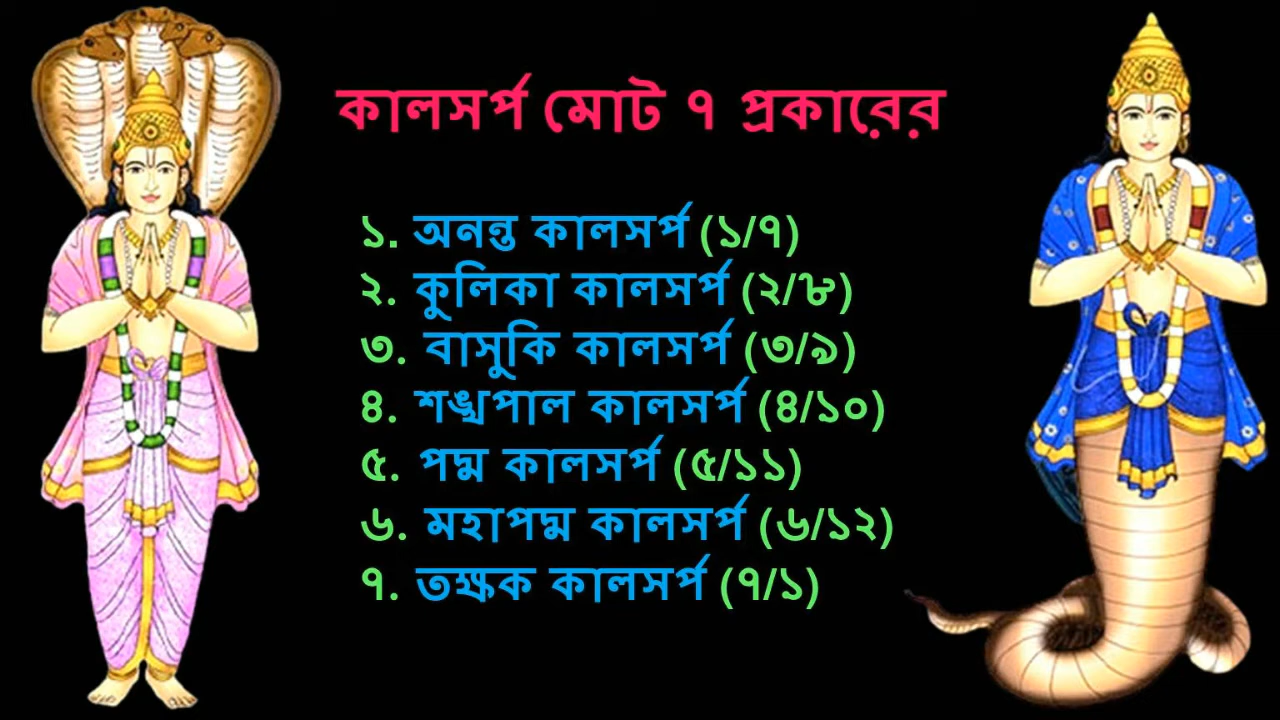 কালসর্প মোট ৭ প্রকারের
১. অনন্ত কালসর্প (১/৭)
২. কুলিকা কালসর্প (২/৮)
৩. বাসুকি কালসর্প (৩/৯)
৪. শঙ্খপাল কালসর্প (৪/১০)
৫. পদ্ম কালসর্প (৫/১১)
৬. মহাপদ্ম কালসর্প (৬/১২)
৭. তক্ষক কালসর্প (৭/১)